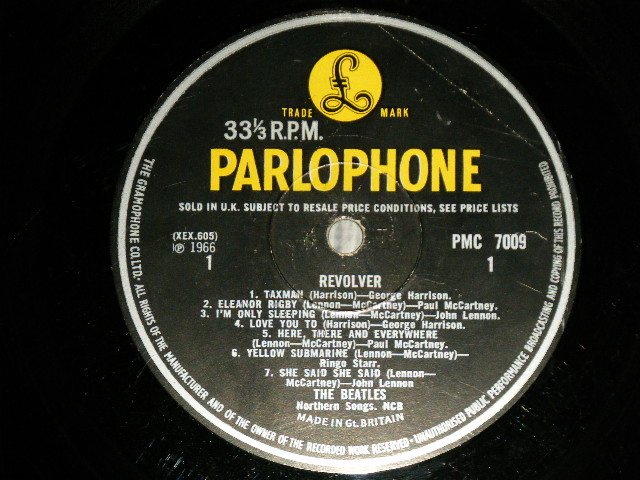 £
TRADE MARK
33⅓ R.P.M.
PARLOPHONE
SOLD IN U.K. SUBJECT TO RESALE PRICE CONDITIONS, SEE PRICE LISTS
(XEX.605)
℗ 1966
1
PMC 7009
1
REVOLVER
1. TAXMAN (Harrison)—George Harrison.
2. ELEANOR RIGBY (Lennon—McCartney)—Paul McCartney.
3. I'M ONLY SLEEPING (Lennon—McCartney)—John Lennon.
4. LOVE YOU TO (Harrison)—George Harrison.
5. HERE, THERE AND EVERYWHERE
(Lennon—McCartney)—Paul McCartney.
6. YELLOW SUBMARINE (Lennon—McCartney)—
Ringo Starr.
7. SHE SAID SHE SAID (Lennon—
McCartney)—John Lennon
THE BEATLES
Northern Songs. NCB
MADE IN GT. BRITAIN
THE GRAMOPHONE CO. LTD. · ALL RIGHTS OF THE MANUFACTURER AND OF THE OWNER OF THE RECORDED WORK RESERVED · UNAUTHORISED PUBLIC PERFORMANCE BROADCASTING AND COPYING OF THIS RECORD PROHIBITED